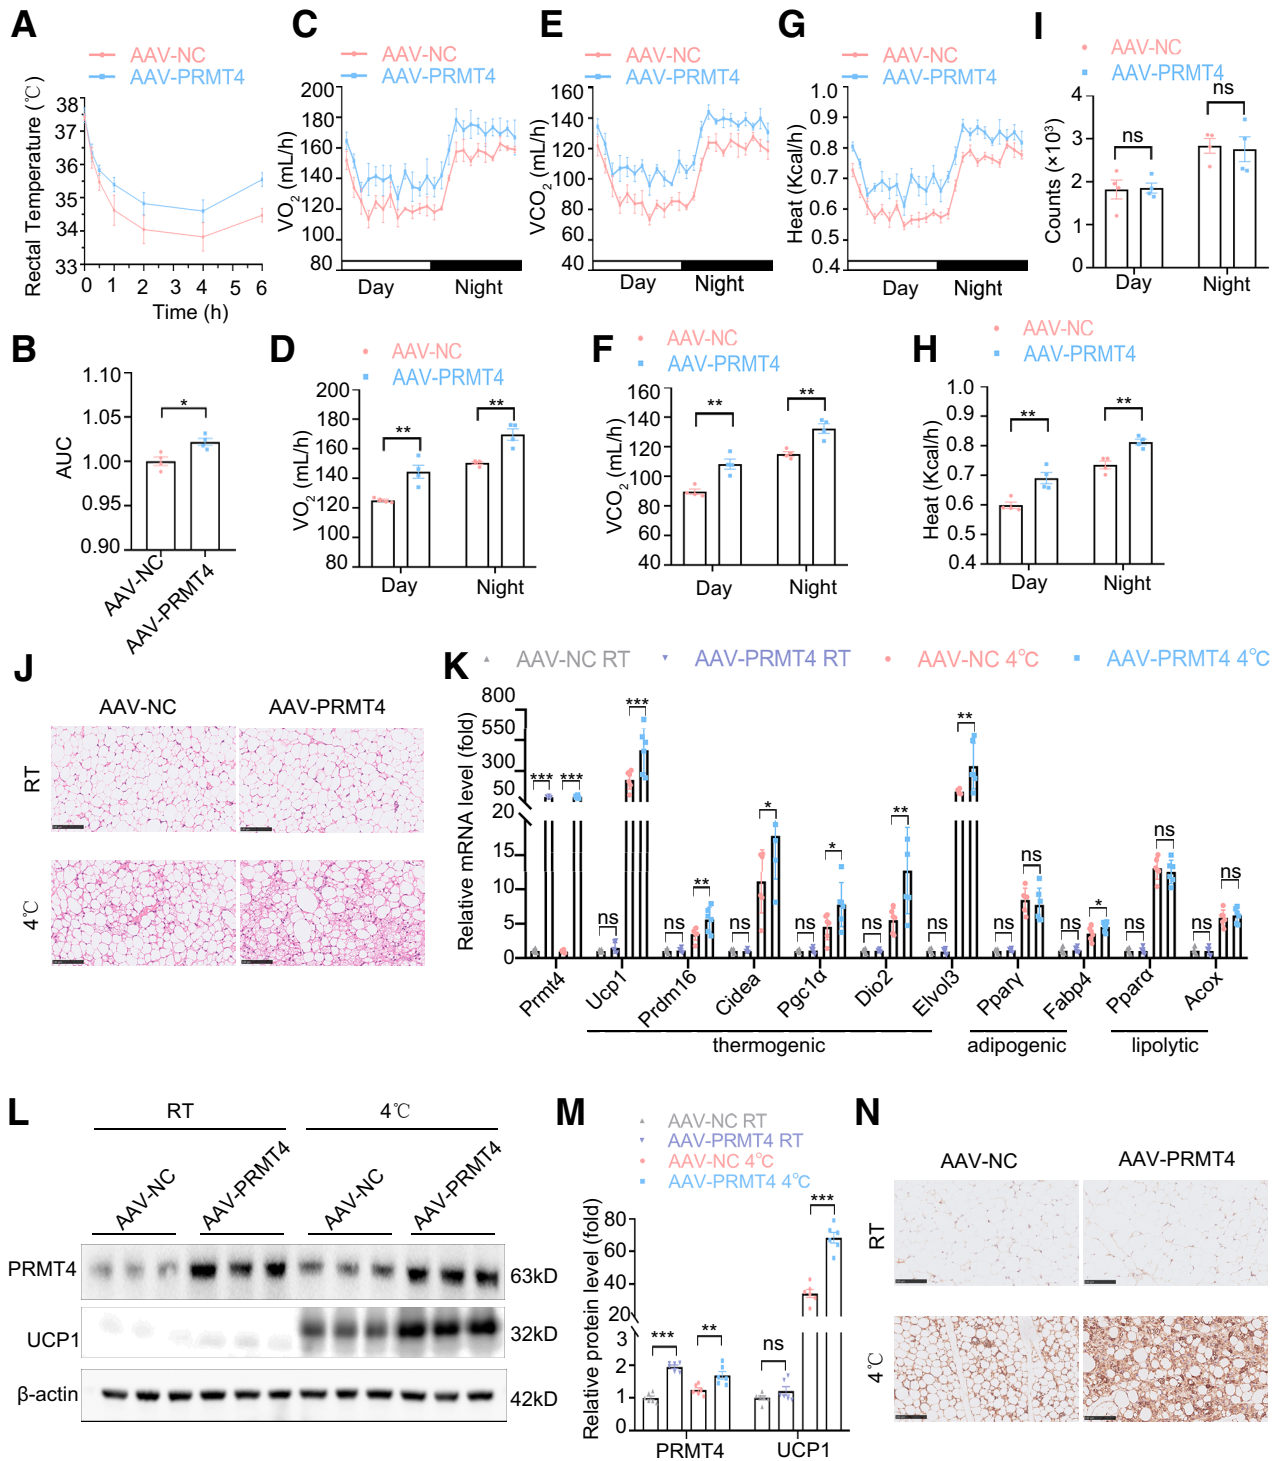 A
AAV-NC
AAV-PRMT4
Rectal Temperature (℃)
38
37
36
35
34
33
0 1 2 3 4 5 6
Time (h)
C
AAV-NC
AAV-PRMT4
VO2 (mL/h)
200
180
160
140
120
100
80
Day Night
E
AAV-NC
AAV-PRMT4
VCO2 (mL/h)
160
140
120
100
80
60
40
Day Night
G
AAV-NC
AAV-PRMT4
Heat (Kcal/h)
1.0
0.9
0.8
0.7
0.6
0.5
0.4
Day Night
I
AAV-NC
AAV-PRMT4
Counts (×10³)
4
3
2
1
0
ns ns
Day Night
B
AUC
1.10
1.05
1.00
0.95
0.90
*
AAV-NC
AAV-PRMT4
D
AAV-NC
AAV-PRMT4
VO2 (mL/h)
200
180
160
140
120
100
80
** **
Day Night
F
AAV-NC
AAV-PRMT4
VCO2 (mL/h)
160
140
120
100
80
60
40
** **
Day Night
H
AAV-NC
AAV-PRMT4
Heat (Kcal/h)
1.0
0.9
0.8
0.7
0.6
0.5
0.4
** **
Day Night
J
AAV-NC AAV-PRMT4
RT
4℃
K
AAV-NC RT AAV-PRMT4 RT AAV-NC 4℃ AAV-PRMT4 4℃
Relative mRNA level (fold)
800
550
300
50
20
15
10
5
0
*** *** ns *** ns ** ns * ns * ns ** ns ** ns ns ns * ns ns ns ns
Prmt4 Ucp1 Prdm16 Cidea Pgc1α Dio2 Elvol3 Pparγ Fabp4 Pparα Acox
thermogenic adipogenic lipolytic
L
RT 4℃
AAV-NC AAV-PRMT4 AAV-NC AAV-PRMT4
PRMT4 63kD
UCP1 32kD
β-actin 42kD
M
AAV-NC RT
AAV-PRMT4 RT
AAV-NC 4℃
AAV-PRMT4 4℃
Relative protein level (fold)
80
60
40
20
3
2
1
0
*** ** ns ***
PRMT4 UCP1
N
AAV-NC AAV-PRMT4
RT
4℃